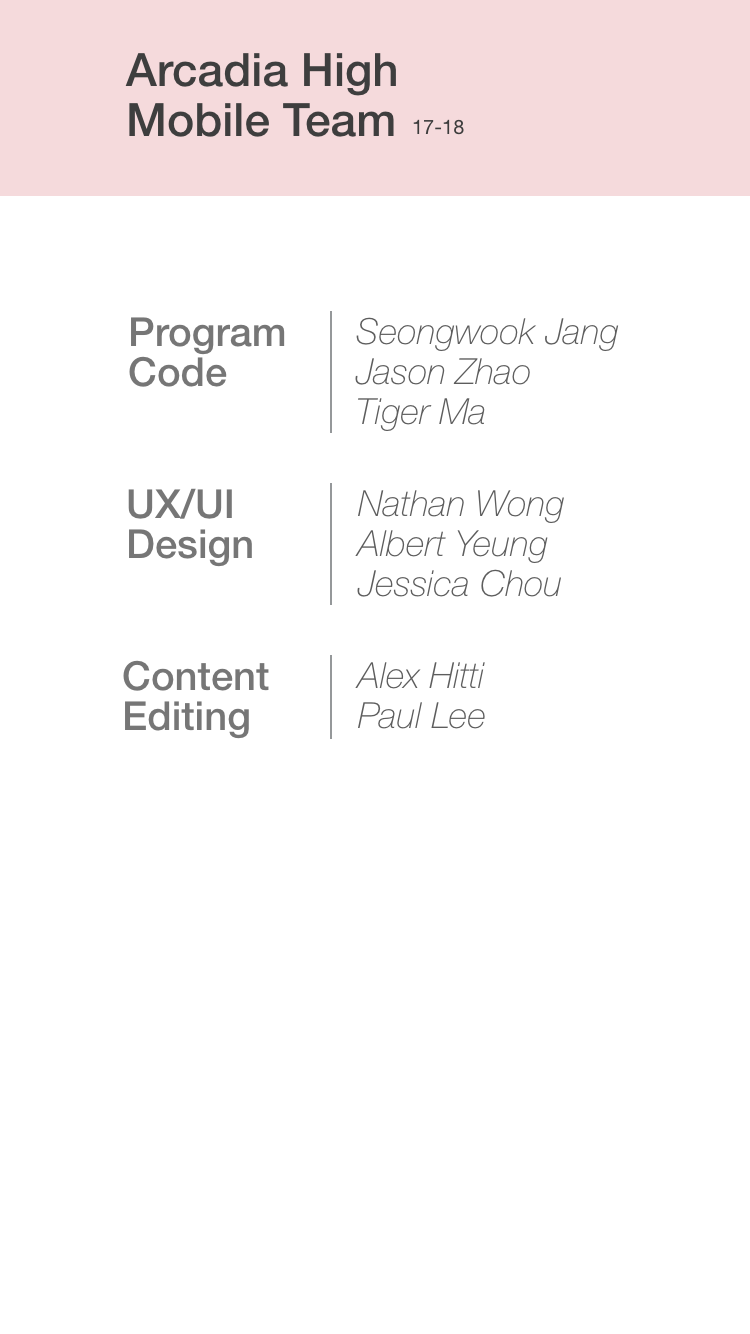 Arcadia High
Mobile Team 17-18
Program
Code
Seongwook Jang
Jason Zhao
Tiger Ma
UX/UI
Design
Nathan Wong
Albert Yeung
Jessica Chou
Content
Editing
Alex Hitti
Paul Lee